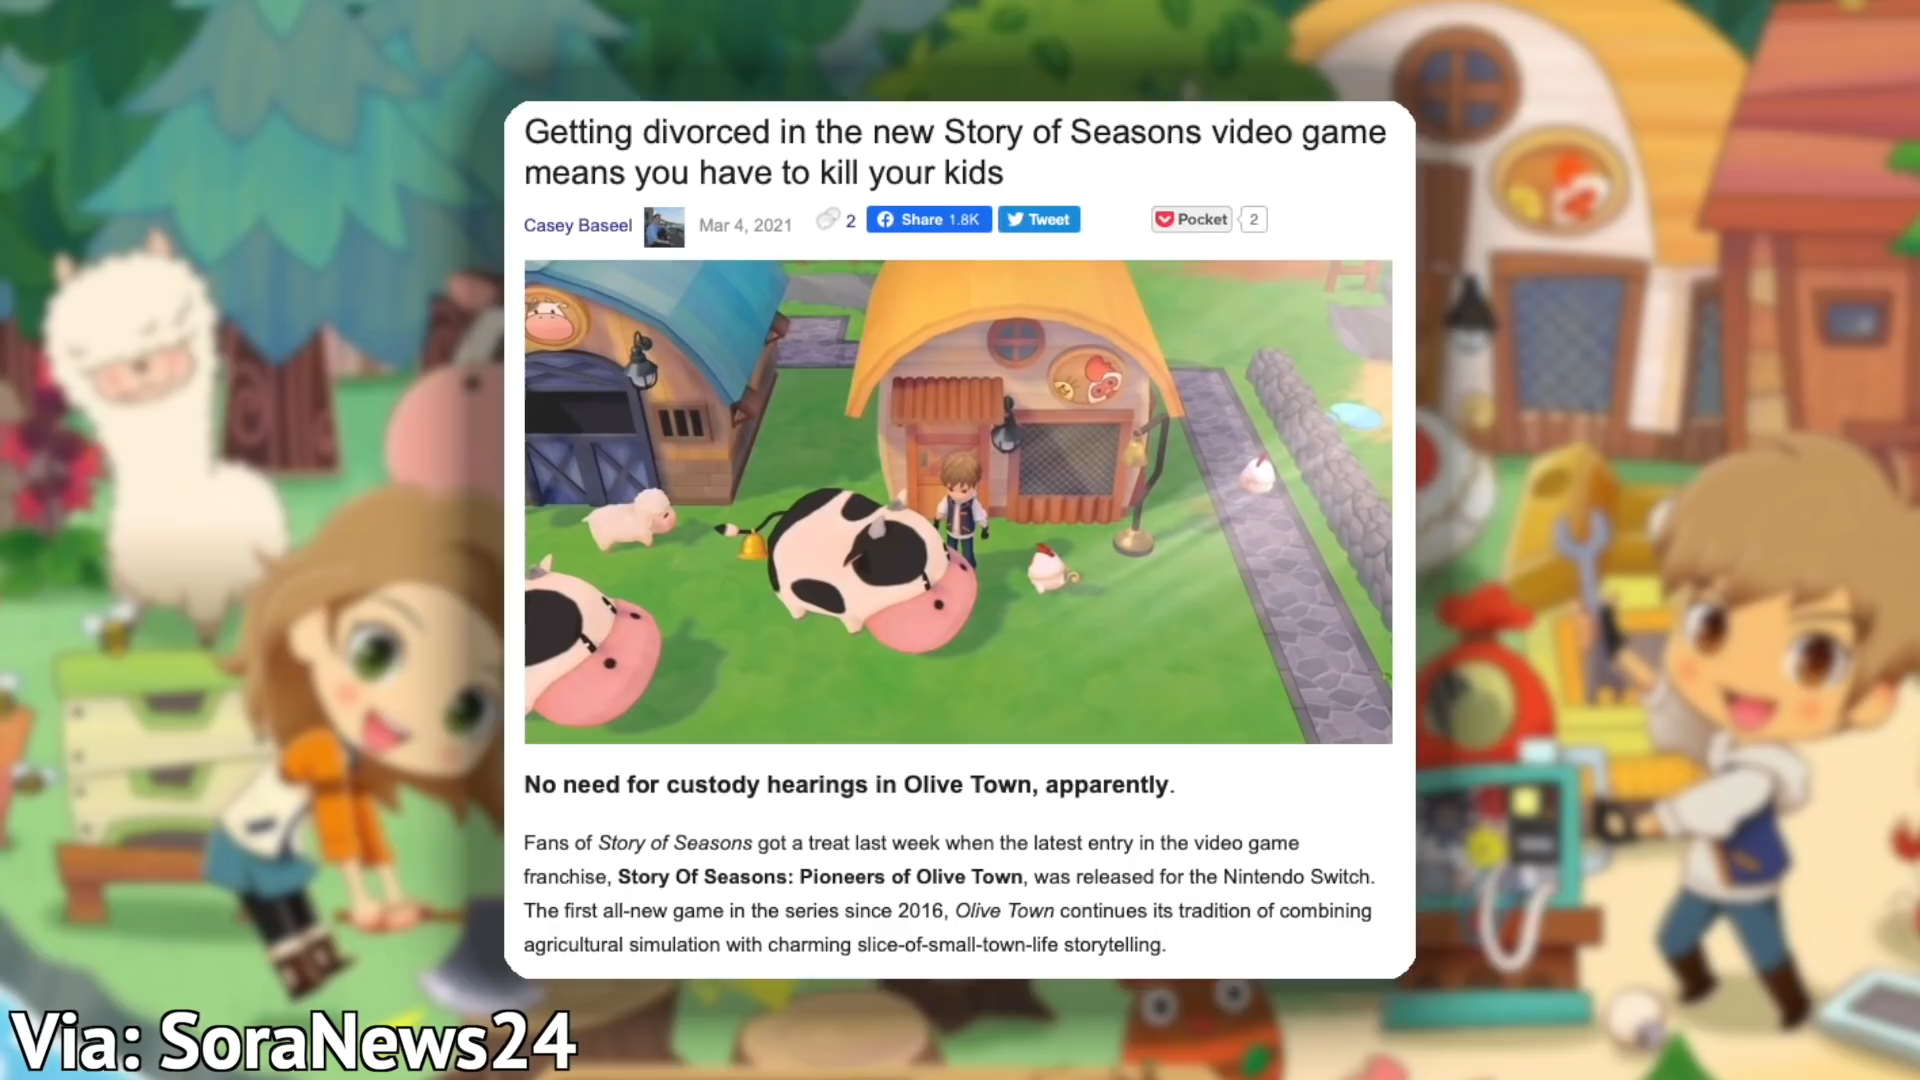 Getting divorced in the new Story of Seasons video game
means you have to kill your kids
Casey Baseel Mar 4, 2021 2 Share 1.8K Tweet Pocket 2
No need for custody hearings in Olive Town, apparently.
Fans of Story of Seasons got a treat last week when the latest entry in the video game
franchise, Story Of Seasons: Pioneers of Olive Town, was released for the Nintendo Switch.
The first all-new game in the series since 2016, Olive Town continues its tradition of combining
agricultural simulation with charming slice-of-small-town-life storytelling.
Via: SoraNews24